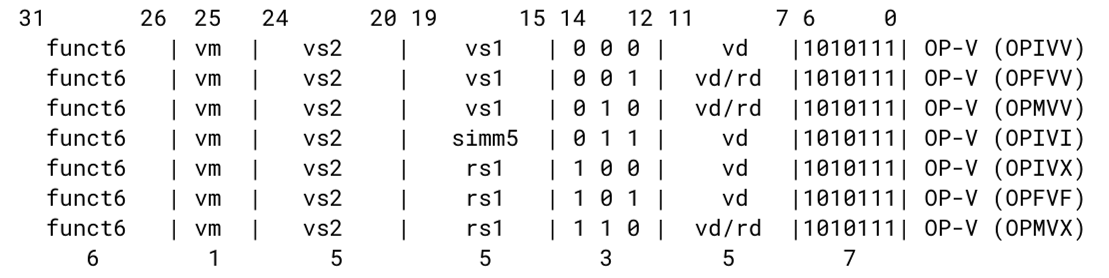 31 26 25 24 20 19 15 14 12 11 7 6 0
funct6 | vm | vs2 | vs1 | 0 0 0 | vd |1010111| OP-V (OPIVV)
funct6 | vm | vs2 | vs1 | 0 0 1 | vd/rd |1010111| OP-V (OPFVV)
funct6 | vm | vs2 | vs1 | 0 1 0 | vd/rd |1010111| OP-V (OPMVV)
funct6 | vm | vs2 | simm5 | 0 1 1 | vd |1010111| OP-V (OPIVI)
funct6 | vm | vs2 | rs1 | 1 0 0 | vd |1010111| OP-V (OPIVX)
funct6 | vm | vs2 | rs1 | 1 0 1 | vd |1010111| OP-V (OPFVF)
funct6 | vm | vs2 | rs1 | 1 1 0 | vd/rd |1010111| OP-V (OPMVX)
6 1 5 5 3 5 7